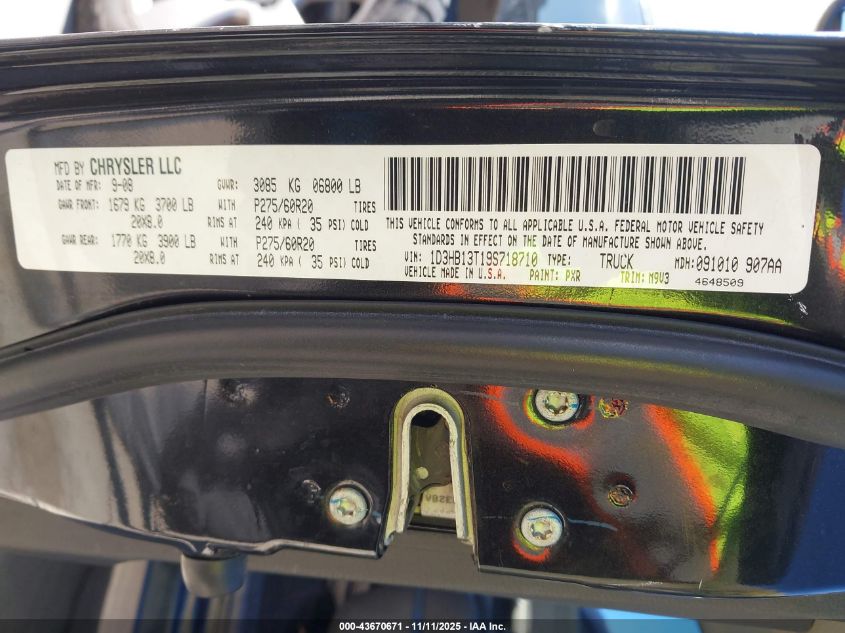 MFD BY CHRYSLER LLC
DATE OF MFR: 9-08 GVWR: 3085 KG 06800 LB
GAWR FRONT: 1679 KG 3700 LB WITH P275/60R20 TIRES
20X8.0 RIMS AT 240 KPA ( 35 PSI) COLD
GAWR REAR: 1770 KG 3900 LB WITH P275/60R20 TIRES
20X8.0 RIMS AT 240 KPA ( 35 PSI) COLD
THIS VEHICLE CONFORMS TO ALL APPLICABLE U.S.A. FEDERAL MOTOR VEHICLE SAFETY
STANDARDS IN EFFECT ON THE DATE OF MANUFACTURE SHOWN ABOVE.
VIN: 1D3HB13T19S718710 TYPE: TRUCK MDH: 091010 907AA
VEHICLE MADE IN U.S.A. PAINT: PXR TRIM: M9V3
4648509
000-43670671 - 11/11/2025 - IAA Inc.